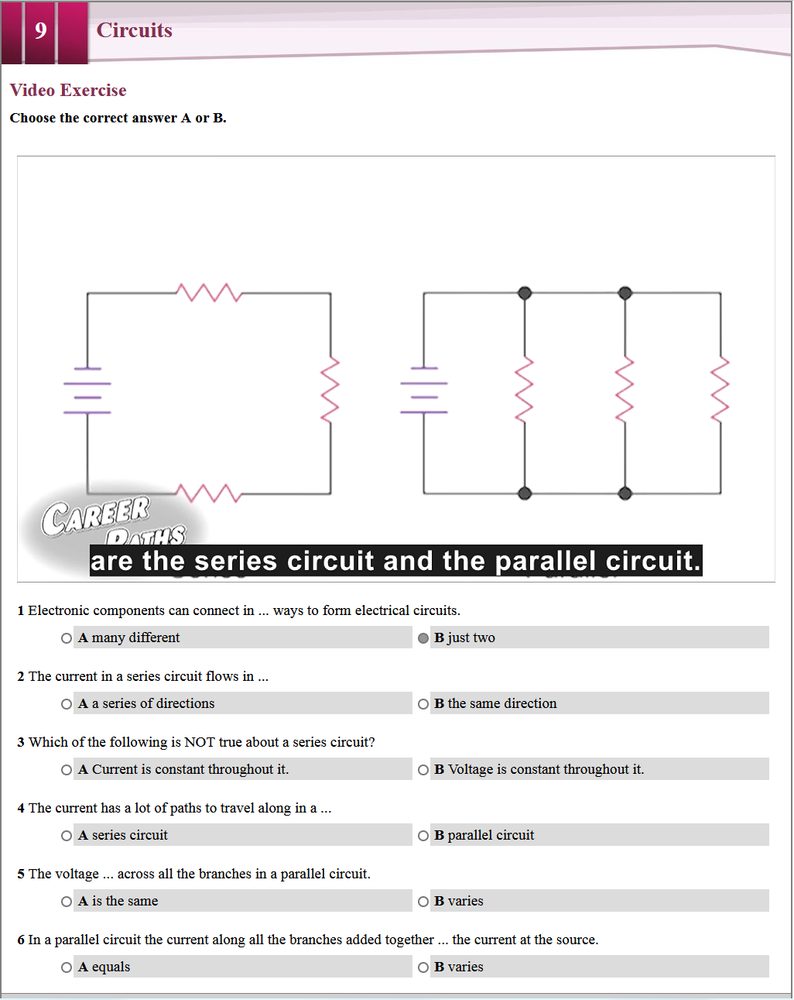 9 Circuits
Video Exercise
Choose the correct answer A or B.
CAREER
PATHS
are the series circuit and the parallel circuit.
1 Electronic components can connect in ... ways to form electrical circuits.
A many different B just two
2 The current in a series circuit flows in ...
A a series of directions B the same direction
3 Which of the following is NOT true about a series circuit?
A Current is constant throughout it. B Voltage is constant throughout it.
4 The current has a lot of paths to travel along in a ...
A series circuit B parallel circuit
5 The voltage ... across all the branches in a parallel circuit.
A is the same B varies
6 In a parallel circuit the current along all the branches added together ... the current at the source.
A equals B varies